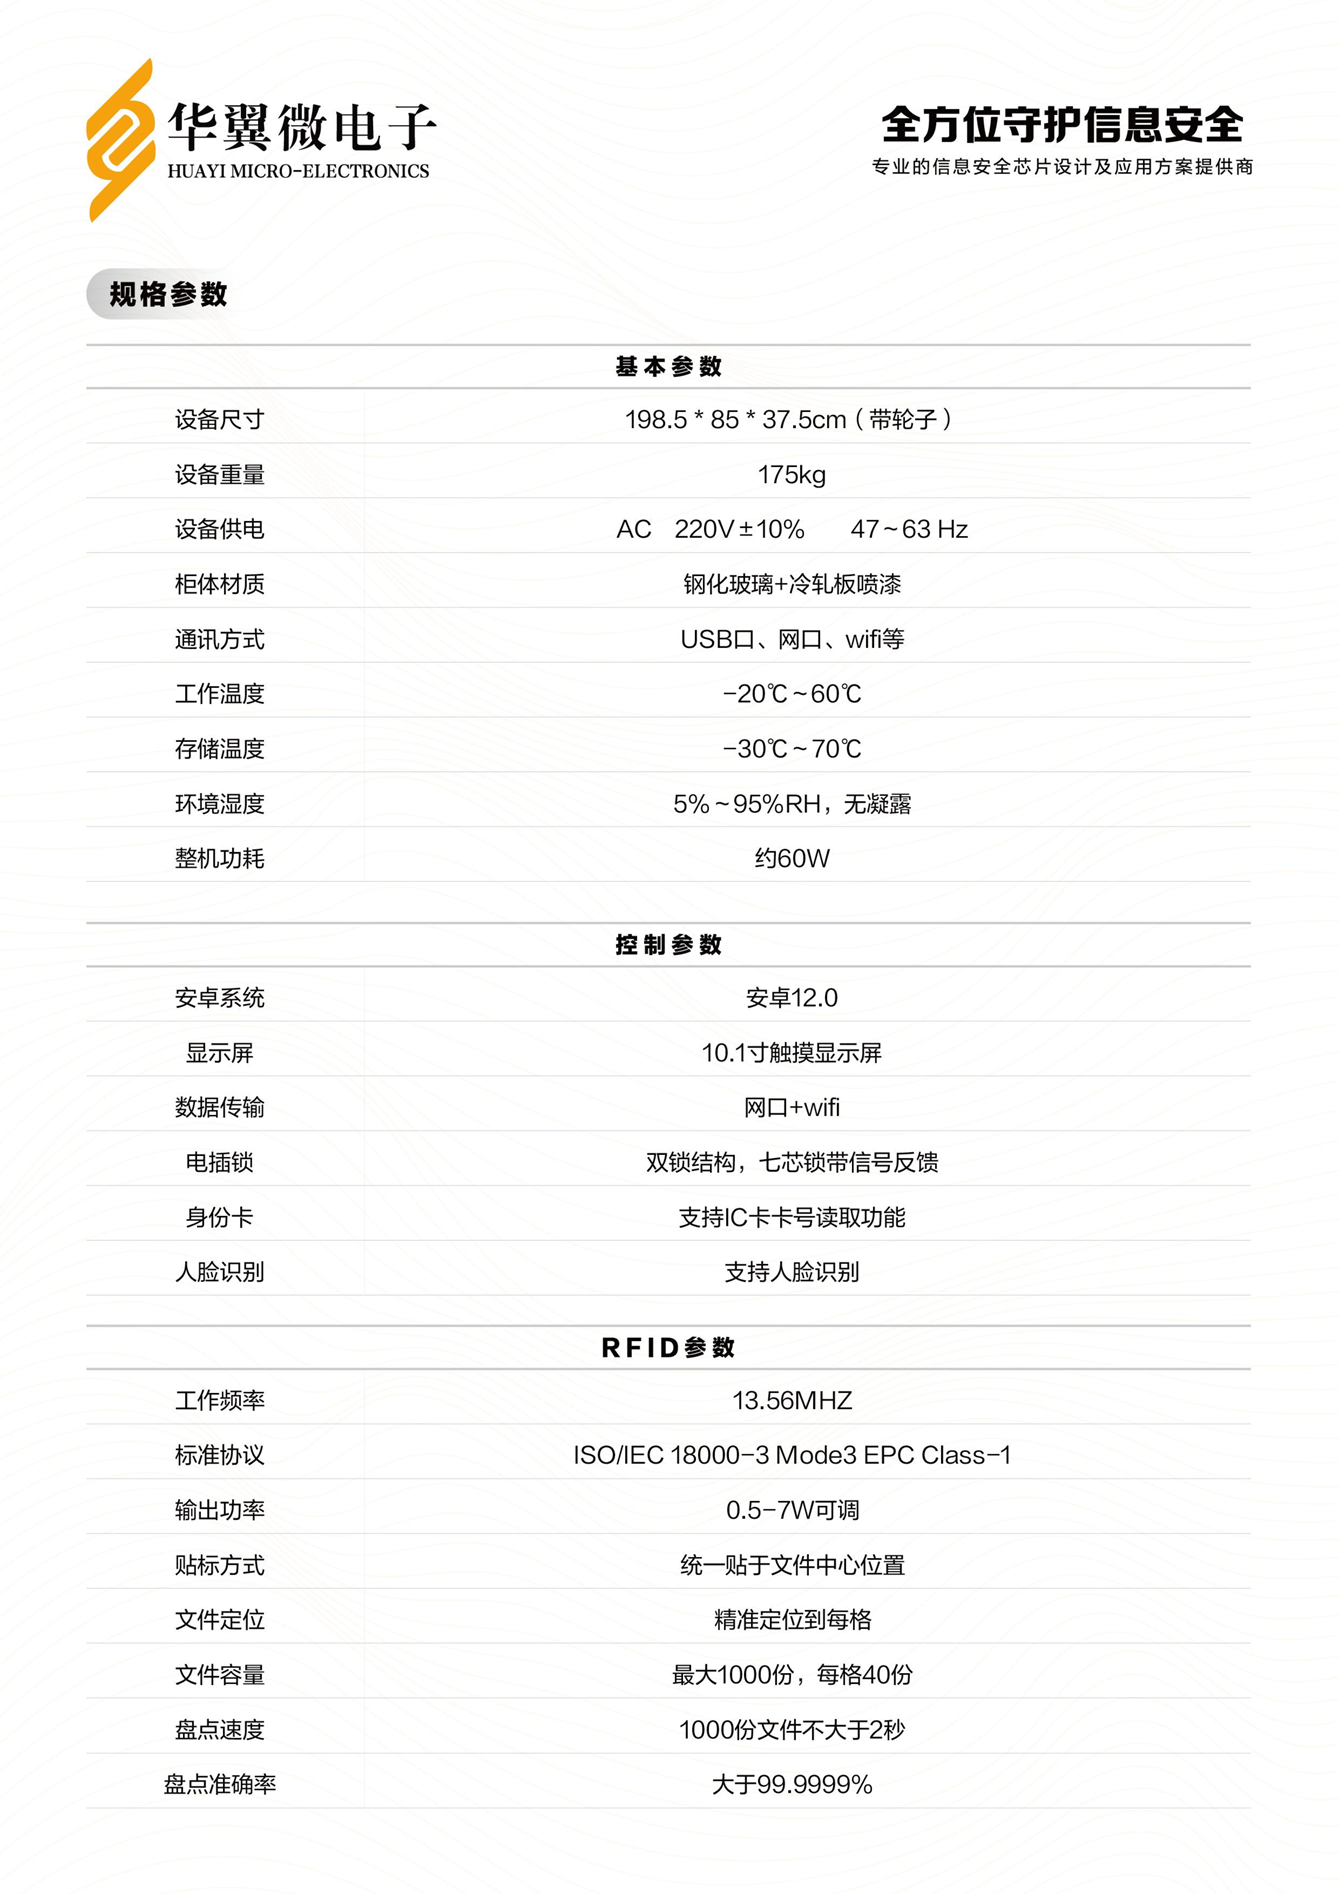 华翼微电子
HUAYI MICRO-ELECTRONICS
全方位守护信息安全
专业的信息安全芯片设计及应用方案提供商
规格参数
基本参数
设备尺寸 198.5 * 85 * 37.5cm（带轮子）
设备重量 175kg
设备供电 AC 220V±10% 47~63 Hz
柜体材质 钢化玻璃+冷轧板喷漆
通讯方式 USB口、网口、wifi等
工作温度 -20℃~60℃
存储温度 -30℃~70℃
环境湿度 5%~95%RH，无凝露
整机功耗 约60W
控制参数
安卓系统 安卓12.0
显示屏 10.1寸触摸显示屏
数据传输 网口+wifi
电插锁 双锁结构，七芯锁带信号反馈
身份卡 支持IC卡卡号读取功能
人脸识别 支持人脸识别
RFID参数
工作频率 13.56MHZ
标准协议 ISO/IEC 18000-3 Mode3 EPC Class-1
输出功率 0.5-7W可调
贴标方式 统一贴于文件中心位置
文件定位 精准定位到每格
文件容量 最大1000份，每格40份
盘点速度 1000份文件不大于2秒
盘点准确率 大于99.9999%